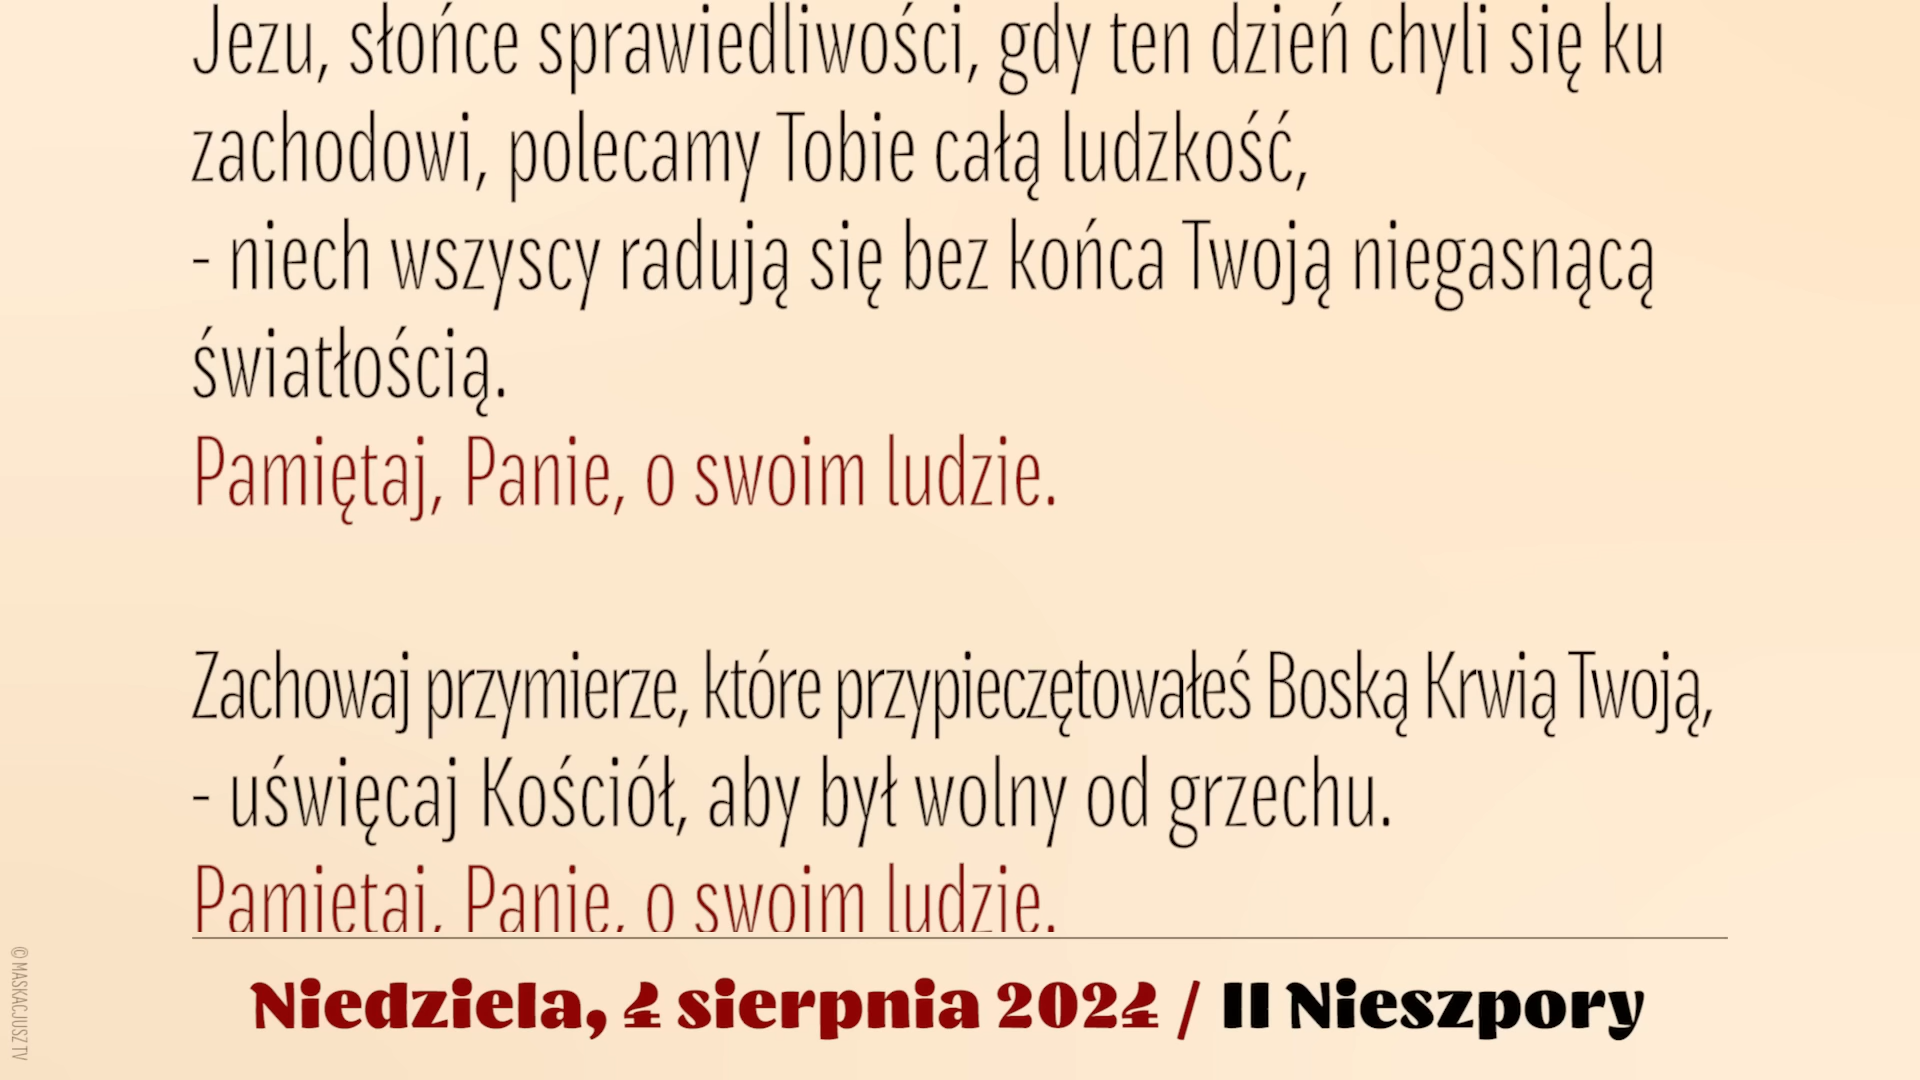 Jezu, słońce sprawiedliwości, gdy ten dzień chyli się ku
zachodowi, polecamy Tobie całą ludzkość,
- niech wszyscy radują się bez końca Twoją niegasnącą
światłością.
Pamiętaj, Panie, o swoim ludzie.
Zachowaj przymierze, które przypieczętowałeś Boską Krwią Twoją,
- uświęcaj Kościół, aby był wolny od grzechu.
Pamiętaj, Panie, o swoim ludzie.
Niedziela, 4 sierpnia 2024 / II Nieszpory
© MASKACJUSZ TV